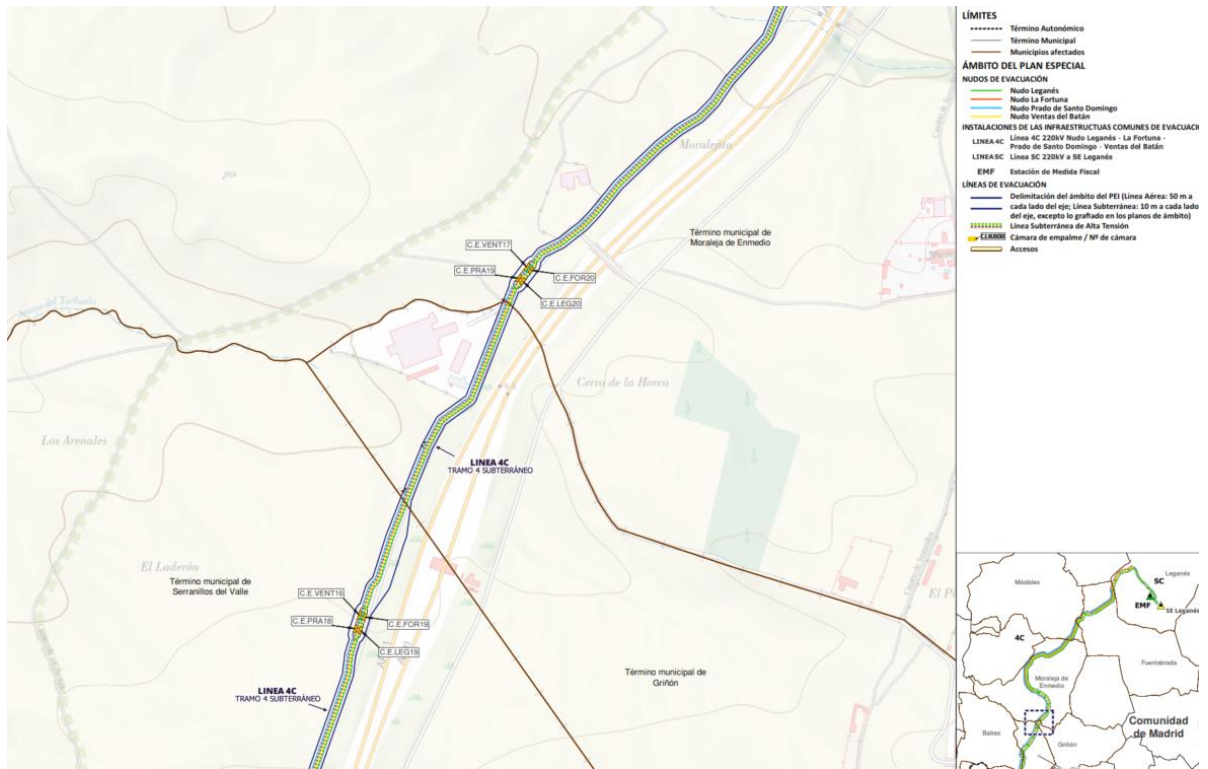 MoraleJita
Término municipal de
Moraleja de Enmedio
C.E.VENT17
C.E.PRA19
C.E.FOR20
C.E.LEG20
Arroyo del Tochuelo
Cerro de la Horca
Los Arenales
LINEA 4C
TRAMO 4 SUBTERRÁNEO
El Laderón
Término municipal de
Serranillos del Valle
C.E.VENT16
C.E.PRA18
C.E.FOR19
C.E.LEG19
Término municipal de
Griñón
LINEA 4C
TRAMO 4 SUBTERRÁNEO
LÍMITES
Término Autonómico
Término Municipal
Municipios afectados
ÁMBITO DEL PLAN ESPECIAL
NUDOS DE EVACUACIÓN
Nudo Leganés
Nudo La Fortuna
Nudo Prado de Santo Domingo
Nudo Ventas del Batán
INSTALACIONES DE LAS INFRAESTRUCTUAS COMUNES DE EVACUACI
LINEA 4C Línea 4C 220kV Nudo Leganés - La Fortuna -
Prado de Santo Domingo - Ventas del Batán
LINEA SC Línea SC 220kV a SE Leganés
EMF Estación de Medida Fiscal
LÍNEAS DE EVACUACIÓN
Delimitación del ámbito del PEI (Línea Aérea: 50 m a
cada lado del eje; Línea Subterránea: 10 m a cada lado
del eje, excepto lo grafiado en los planos de ámbito)
Línea Subterránea de Alta Tensión
Cámara de empalme / Nº de cámara
Accesos
Móstoles
Leganés
SC
EMF
SE Leganés
4C
Fuenlabrada
Moraleja de
Enmedio
Comunidad
de Madrid
Batres
Griñón